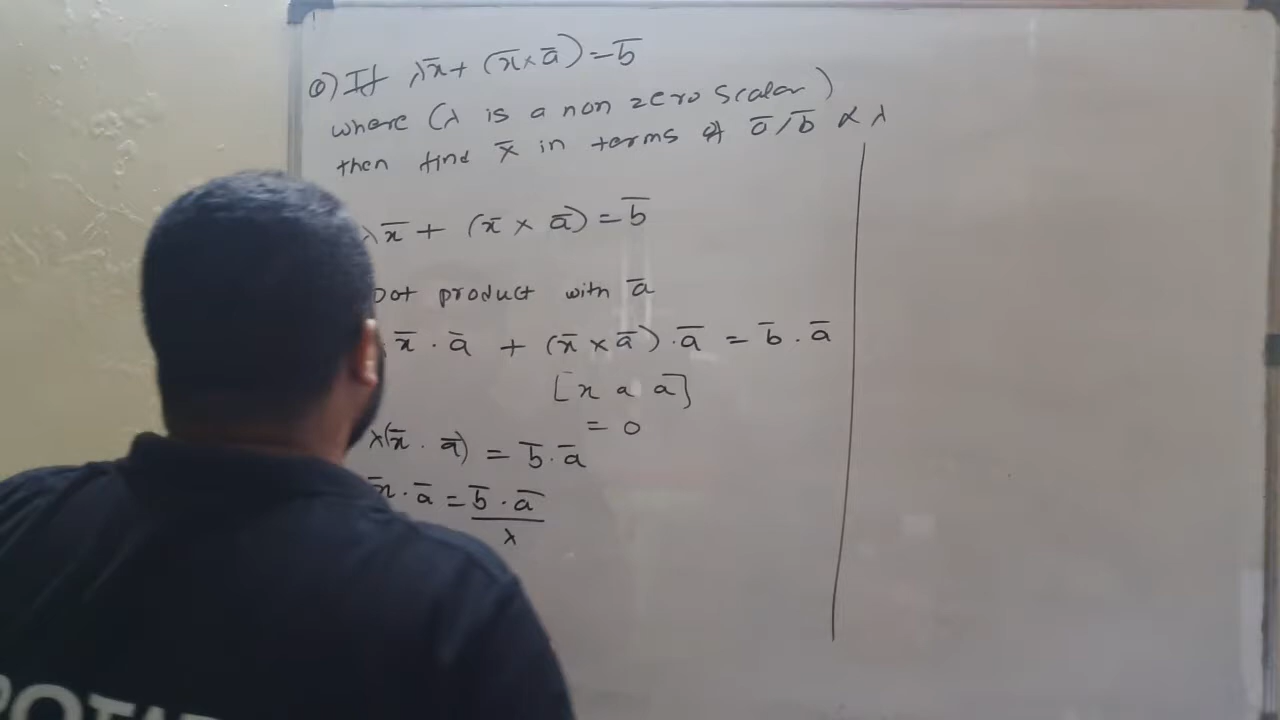 Q) If λx̄ + (x̄ × ā) = b̄
where (λ is a non zero scalar)
then find x̄ in terms of ā, b̄ & λ
λx̄ + (x̄ × ā) = b̄
Dot product with ā
x̄ . ā + (x̄ × ā) . ā = b̄ . ā
[x a a]
= 0
λ(x̄ . ā) = b̄ . ā
x̄ . ā = b̄ . ā / λ